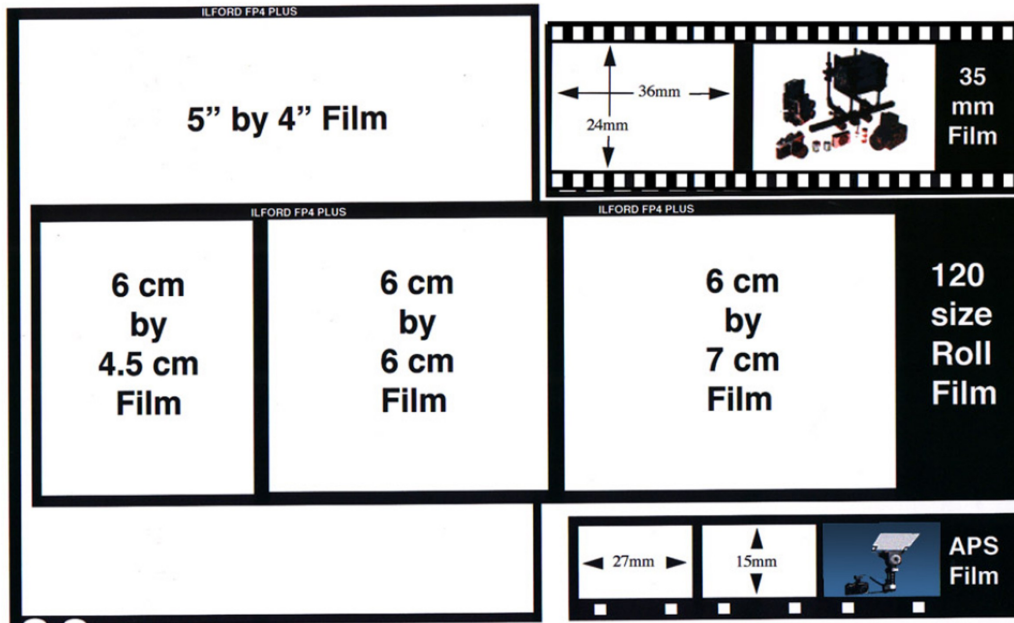 ILFORD FP4 PLUS
5” by 4” Film
36mm
24mm
35
mm
Film
ILFORD FP4 PLUS
ILFORD FP4 PLUS
6 cm
by
4.5 cm
Film
6 cm
by
6 cm
Film
6 cm
by
7 cm
Film
120
size
Roll
Film
27mm
15mm
APS
Film